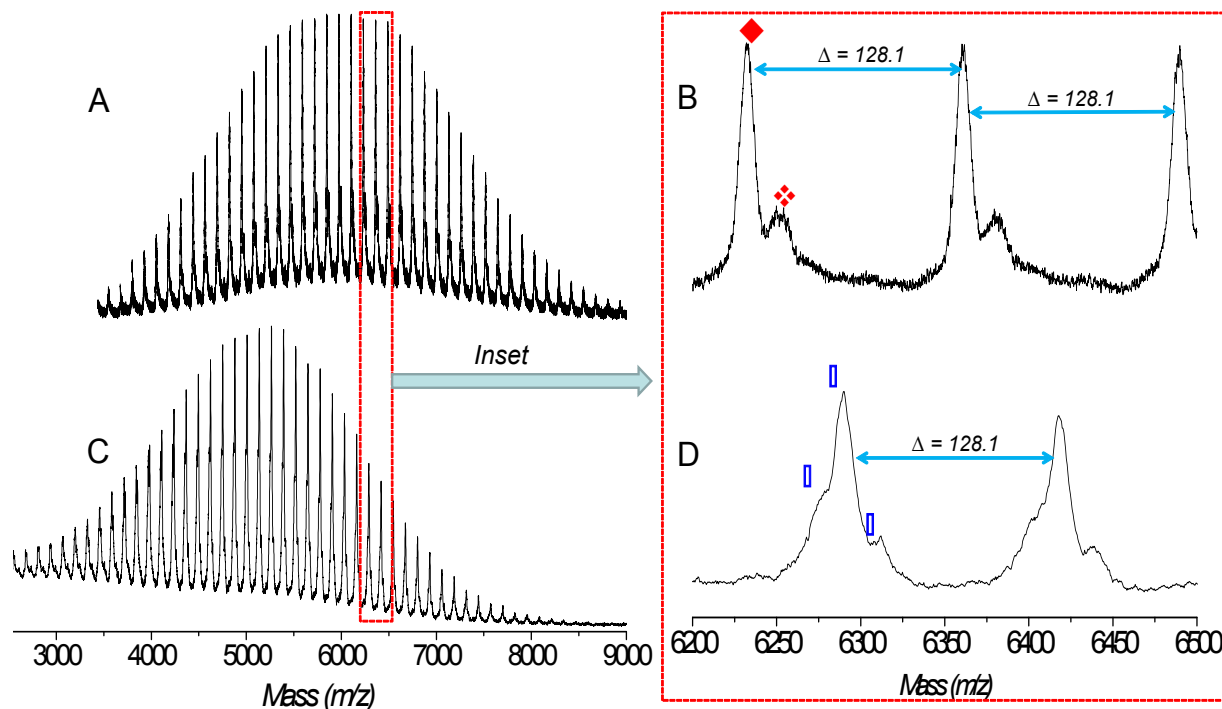 A
B
Δ = 128.1
Δ = 128.1
Inset
C
D
Δ = 128.1
3000 4000 5000 6000 7000 8000 9000
Mass (m/z)
6200 6250 6300 6350 6400 6450 6500
Mass (m/z)